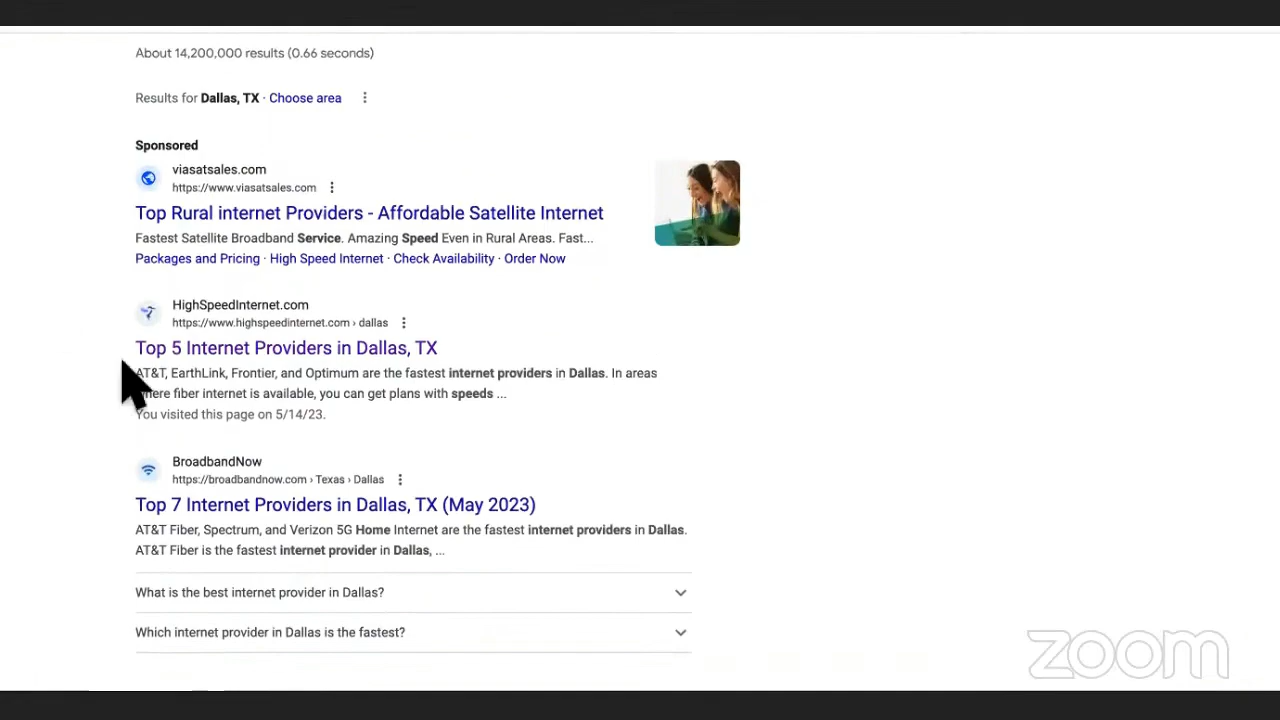 About 14,200,000 results (0.66 seconds)
Results for Dallas, TX · Choose area
Sponsored
viasatsales.com
https://www.viasatsales.com
Top Rural internet Providers - Affordable Satellite Internet
Fastest Satellite Broadband Service. Amazing Speed Even in Rural Areas. Fast...
Packages and Pricing · High Speed Internet · Check Availability · Order Now
HighSpeedInternet.com
https://www.highspeedinternet.com › dallas
Top 5 Internet Providers in Dallas, TX
AT&T, EarthLink, Frontier, and Optimum are the fastest internet providers in Dallas. In areas
where fiber internet is available, you can get plans with speeds ...
You visited this page on 5/14/23.
BroadbandNow
https://broadbandnow.com › Texas › Dallas
Top 7 Internet Providers in Dallas, TX (May 2023)
AT&T Fiber, Spectrum, and Verizon 5G Home Internet are the fastest internet providers in Dallas.
AT&T Fiber is the fastest internet provider in Dallas, ...
What is the best internet provider in Dallas?
Which internet provider in Dallas is the fastest?
zoom